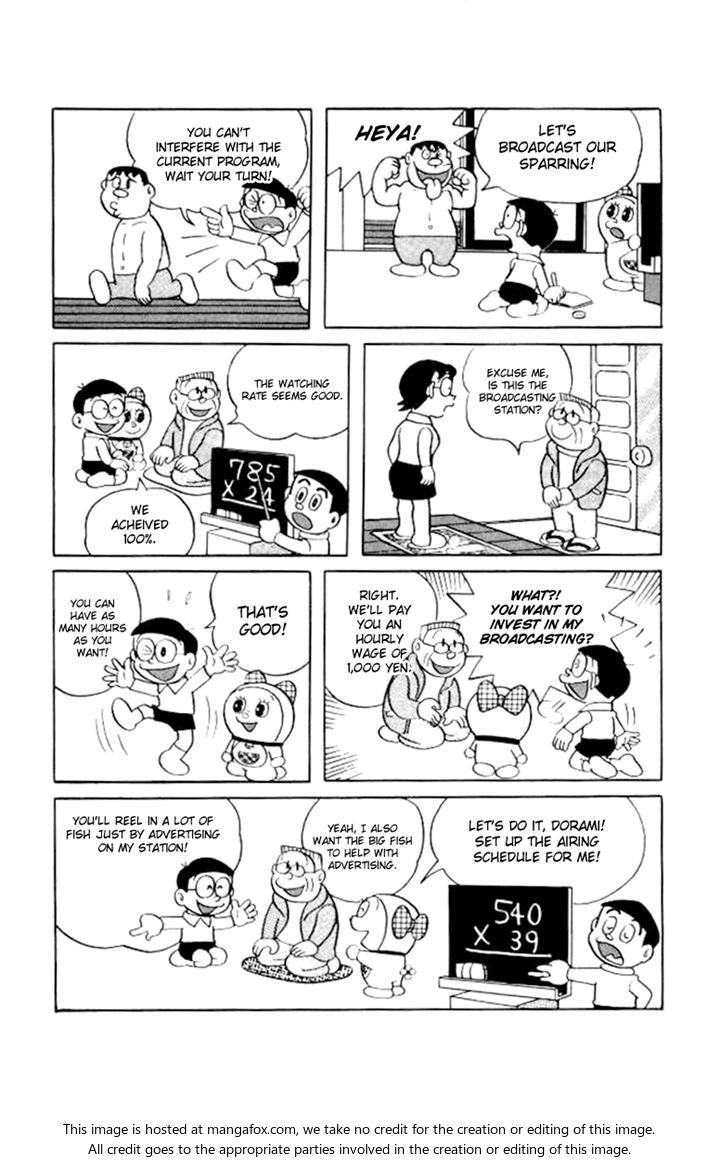 LET'S
BROADCAST OUR
SPARRING!
HEYA!
YOU CAN'T
INTERFERE WITH THE
CURRENT PROGRAM,
WAIT YOUR TURN!
EXCUSE ME,
IS THIS THE
BROADCASTING
STATION?
THE WATCHING
RATE SEEMS GOOD.
785
X 24
WE
ACHEIVED
100%.
WHAT?!
YOU WANT TO
INVEST IN MY
BROADCASTING?
RIGHT.
WE'LL PAY
YOU AN
HOURLY
WAGE OF
1,000 YEN.
THAT'S
GOOD!
YOU CAN
HAVE AS
MANY HOURS
AS YOU
WANT!
LET'S DO IT, DORAMI!
SET UP THE AIRING
SCHEDULE FOR ME!
540
X 39
YEAH, I ALSO
WANT THE BIG FISH
TO HELP WITH
ADVERTISING.
YOU'LL REEL IN A LOT OF
FISH JUST BY ADVERTISING
ON MY STATION!
This image is hosted at mangafox.com, we take no credit for the creation or editing of this image.
All credit goes to the appropriate parties involved in the creation or editing of this image.